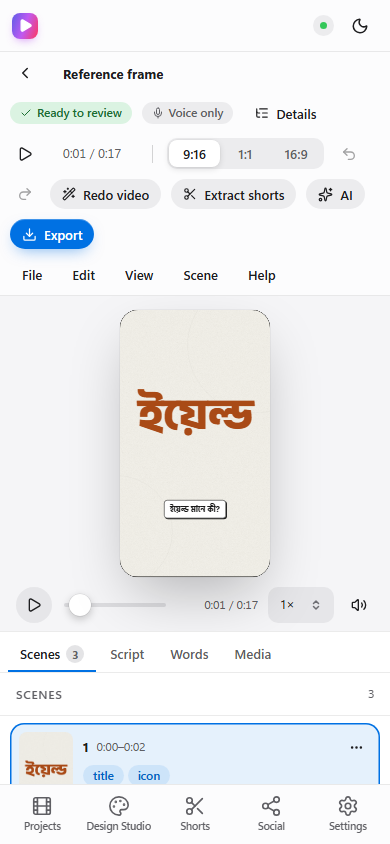 Reference frame
Ready to review
Voice only
Details
0:01 / 0:17
9:16
1:1
16:9
Redo video
Extract shorts
AI
Export
File Edit View Scene Help
ইয়েল্ড
ইয়েল্ড মানে কী?
0:01 / 0:17
1×
Scenes 3 Script Words Media
SCENES 3
1 0:00–0:02
ইয়েল্ড
title icon
Projects Design Studio Shorts Social Settings